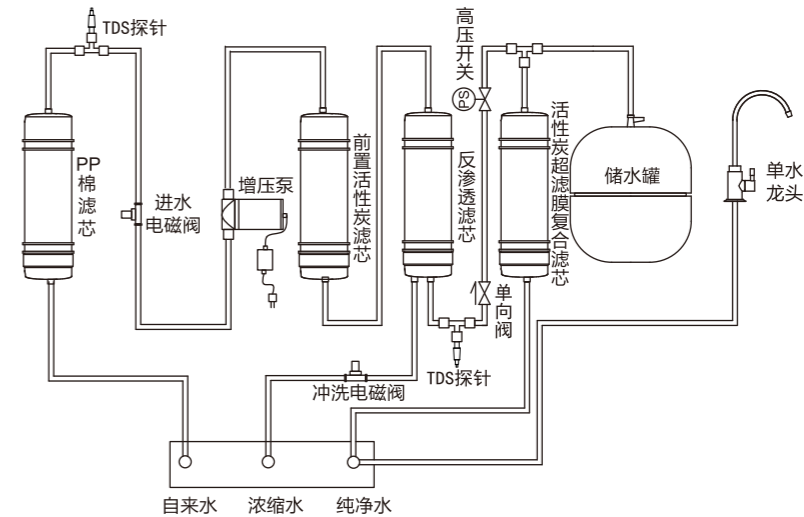 TDS探针
高压开关
PS
PP棉滤芯
进水
电磁阀
增压泵
前置活性炭滤芯
反渗透滤芯
活性炭超滤膜复合滤芯
储水罐
单水
龙头
单向阀
TDS探针
冲洗电磁阀
自来水
浓缩水
纯净水